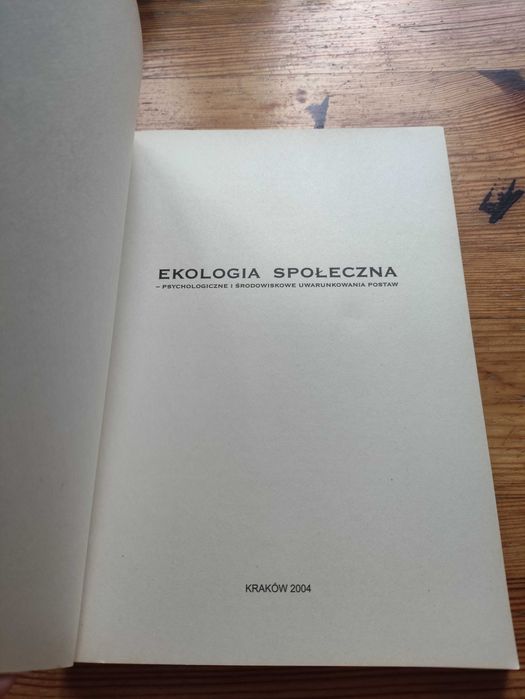 EKOLOGIA SPOŁECZNA
– PSYCHOLOGICZNE I ŚRODOWISKOWE UWARUNKOWANIA POSTAW
KRAKÓW 2004